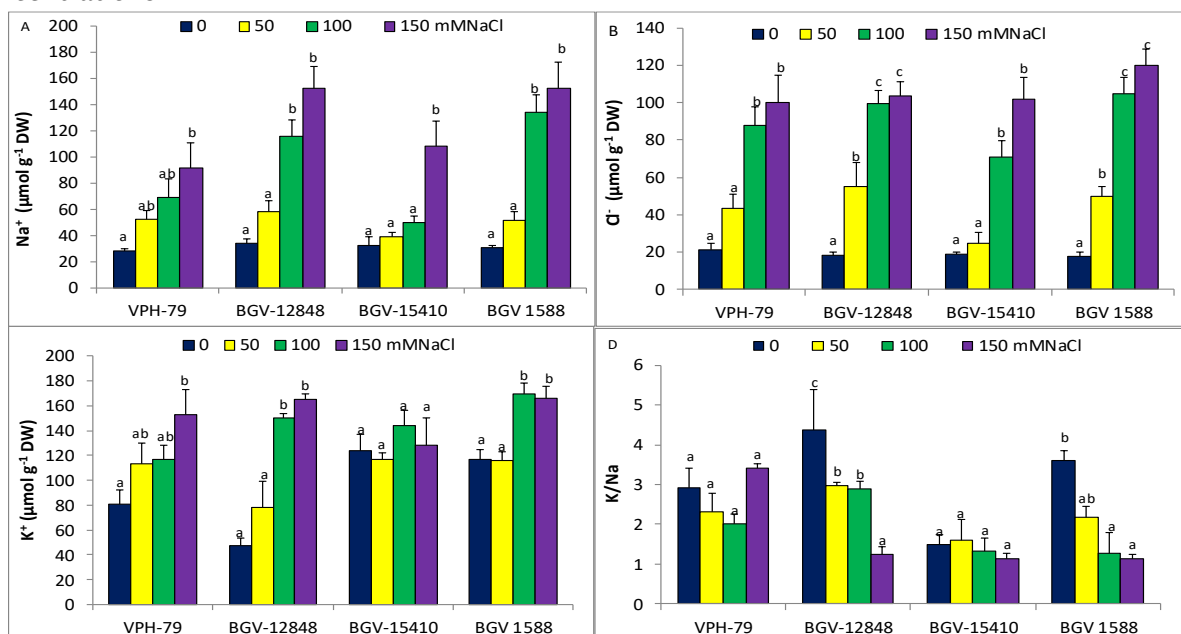 A
0 50 100 150 mMNaCl
Na⁺ (µmol g⁻¹ DW)
200
180
160
140
120
100
80
60
40
20
0
a ab ab b
a a b b
a a a b
a a b b
VPH-79 BGV-12848 BGV-15410 BGV 1588
B
0 50 100 150 mMNaCl
Cl⁻ (µmol g⁻¹ DW)
140
120
100
80
60
40
20
0
a a b b
a b c c
a a b b
a b c c
VPH-79 BGV-12848 BGV-15410 BGV 1588
0 50 100 150 mMNaCl
K⁺ (µmol g⁻¹ DW)
200
180
160
140
120
100
80
60
40
20
0
a ab ab b
a a b b
a a a a
a a b b
VPH-79 BGV-12848 BGV-15410 BGV 1588
D
0 50 100 150 mMNaCl
K/Na
6
5
4
3
2
1
0
a a a a
c b b a
a a a a
b ab a a
VPH-79 BGV-12848 BGV-15410 BGV 1588